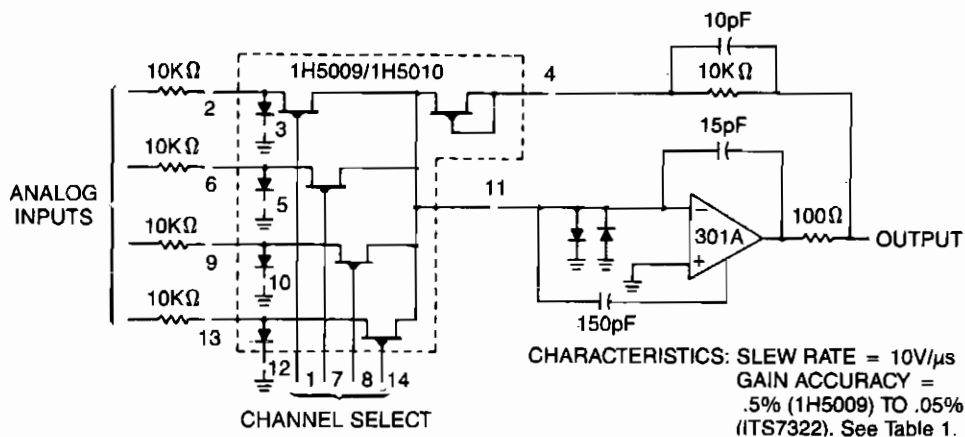 10pF
10KΩ
1H5009/1H5010
4
10KΩ
2
3
15pF
10KΩ
6
5
11
ANALOG
INPUTS
10KΩ
9
10
−
301A
+
100Ω
OUTPUT
10KΩ
13
12
150pF
1
7
8
14
CHANNEL SELECT
CHARACTERISTICS: SLEW RATE = 10V/µs
GAIN ACCURACY =
.5% (1H5009) TO .05%
(ITS7322). See Table 1.